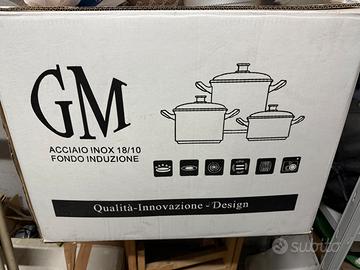 GM
ACCIAIO INOX 18/10
FONDO INDUZIONE
Qualità-Innovazione-Design
subito